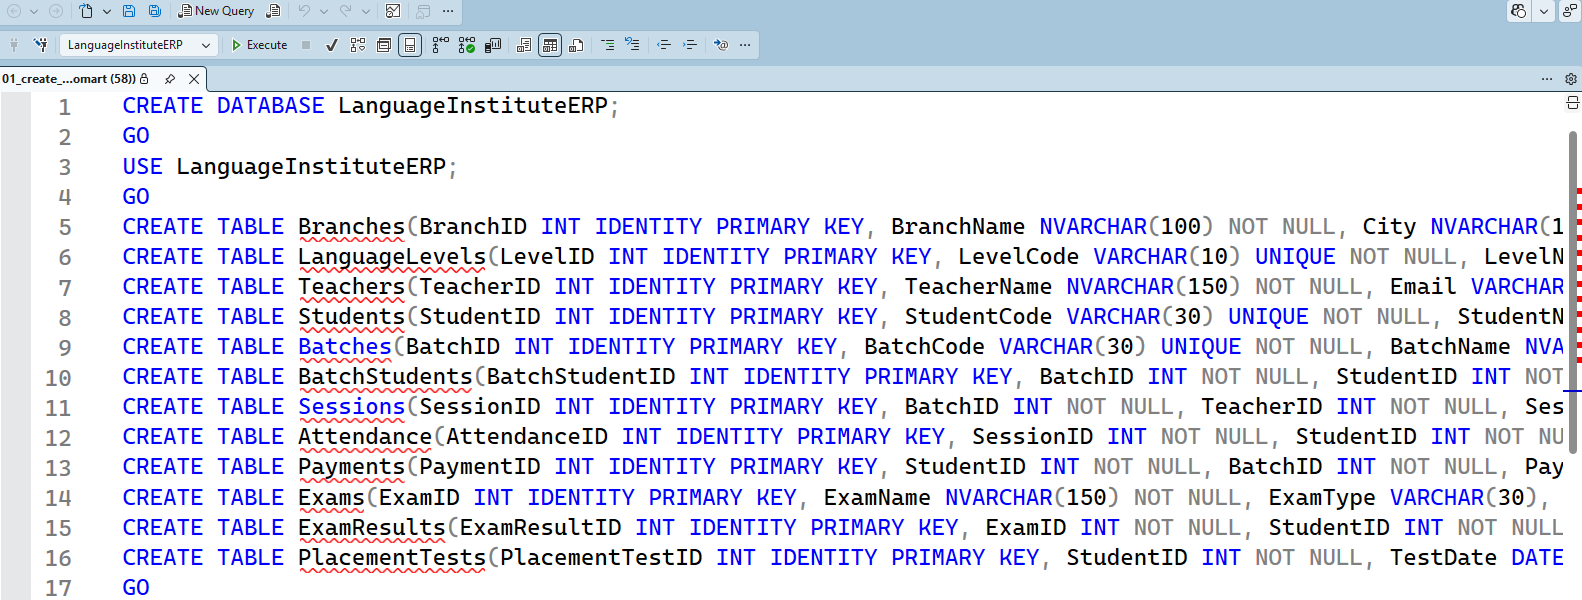 New Query
LanguageInstituteERP Execute
01_create_...omart (58))
1 CREATE DATABASE LanguageInstituteERP;
2 GO
3 USE LanguageInstituteERP;
4 GO
5 CREATE TABLE Branches(BranchID INT IDENTITY PRIMARY KEY, BranchName NVARCHAR(100) NOT NULL, City NVARCHAR(1
6 CREATE TABLE LanguageLevels(LevelID INT IDENTITY PRIMARY KEY, LevelCode VARCHAR(10) UNIQUE NOT NULL, LevelN
7 CREATE TABLE Teachers(TeacherID INT IDENTITY PRIMARY KEY, TeacherName NVARCHAR(150) NOT NULL, Email VARCHAR
8 CREATE TABLE Students(StudentID INT IDENTITY PRIMARY KEY, StudentCode VARCHAR(30) UNIQUE NOT NULL, StudentN
9 CREATE TABLE Batches(BatchID INT IDENTITY PRIMARY KEY, BatchCode VARCHAR(30) UNIQUE NOT NULL, BatchName NVA
10 CREATE TABLE BatchStudents(BatchStudentID INT IDENTITY PRIMARY KEY, BatchID INT NOT NULL, StudentID INT NOT
11 CREATE TABLE Sessions(SessionID INT IDENTITY PRIMARY KEY, BatchID INT NOT NULL, TeacherID INT NOT NULL, Ses
12 CREATE TABLE Attendance(AttendanceID INT IDENTITY PRIMARY KEY, SessionID INT NOT NULL, StudentID INT NOT NU
13 CREATE TABLE Payments(PaymentID INT IDENTITY PRIMARY KEY, StudentID INT NOT NULL, BatchID INT NOT NULL, Pay
14 CREATE TABLE Exams(ExamID INT IDENTITY PRIMARY KEY, ExamName NVARCHAR(150) NOT NULL, ExamType VARCHAR(30),
15 CREATE TABLE ExamResults(ExamResultID INT IDENTITY PRIMARY KEY, ExamID INT NOT NULL, StudentID INT NOT NULL
16 CREATE TABLE PlacementTests(PlacementTestID INT IDENTITY PRIMARY KEY, StudentID INT NOT NULL, TestDate DATE
17 GO